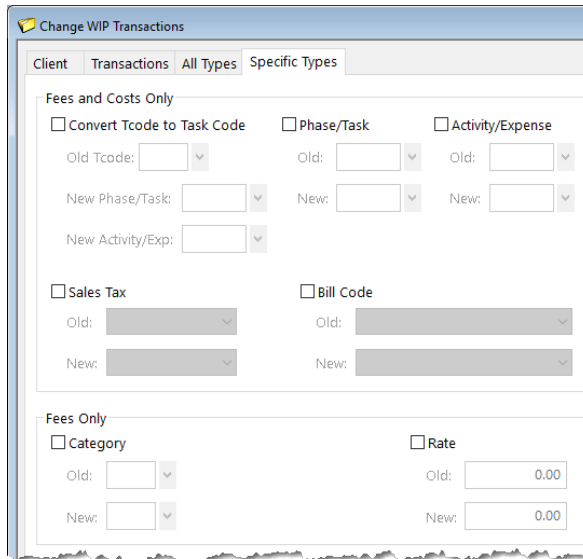 Change WIP Transactions
Client Transactions All Types Specific Types
Fees and Costs Only
Convert Tcode to Task Code Phase/Task Activity/Expense
Old Tcode: Old: Old:
New Phase/Task: New: New:
New Activity/Exp:
Sales Tax Bill Code
Old: Old:
New: New:
Fees Only
Category Rate
Old: Old: 0.00
New: New: 0.00